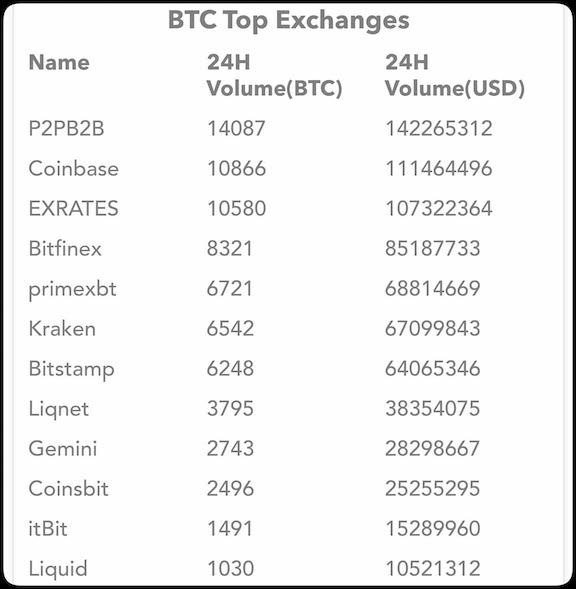 BTC Top Exchanges
Name 24H Volume(BTC) 24H Volume(USD)
P2PB2B 14087 142265312
Coinbase 10866 111464496
EXRATES 10580 107322364
Bitfinex 8321 85187733
primexbt 6721 68814669
Kraken 6542 67099843
Bitstamp 6248 64065346
Liqnet 3795 38354075
Gemini 2743 28298667
Coinsbit 2496 25255295
itBit 1491 15289960
Liquid 1030 10521312